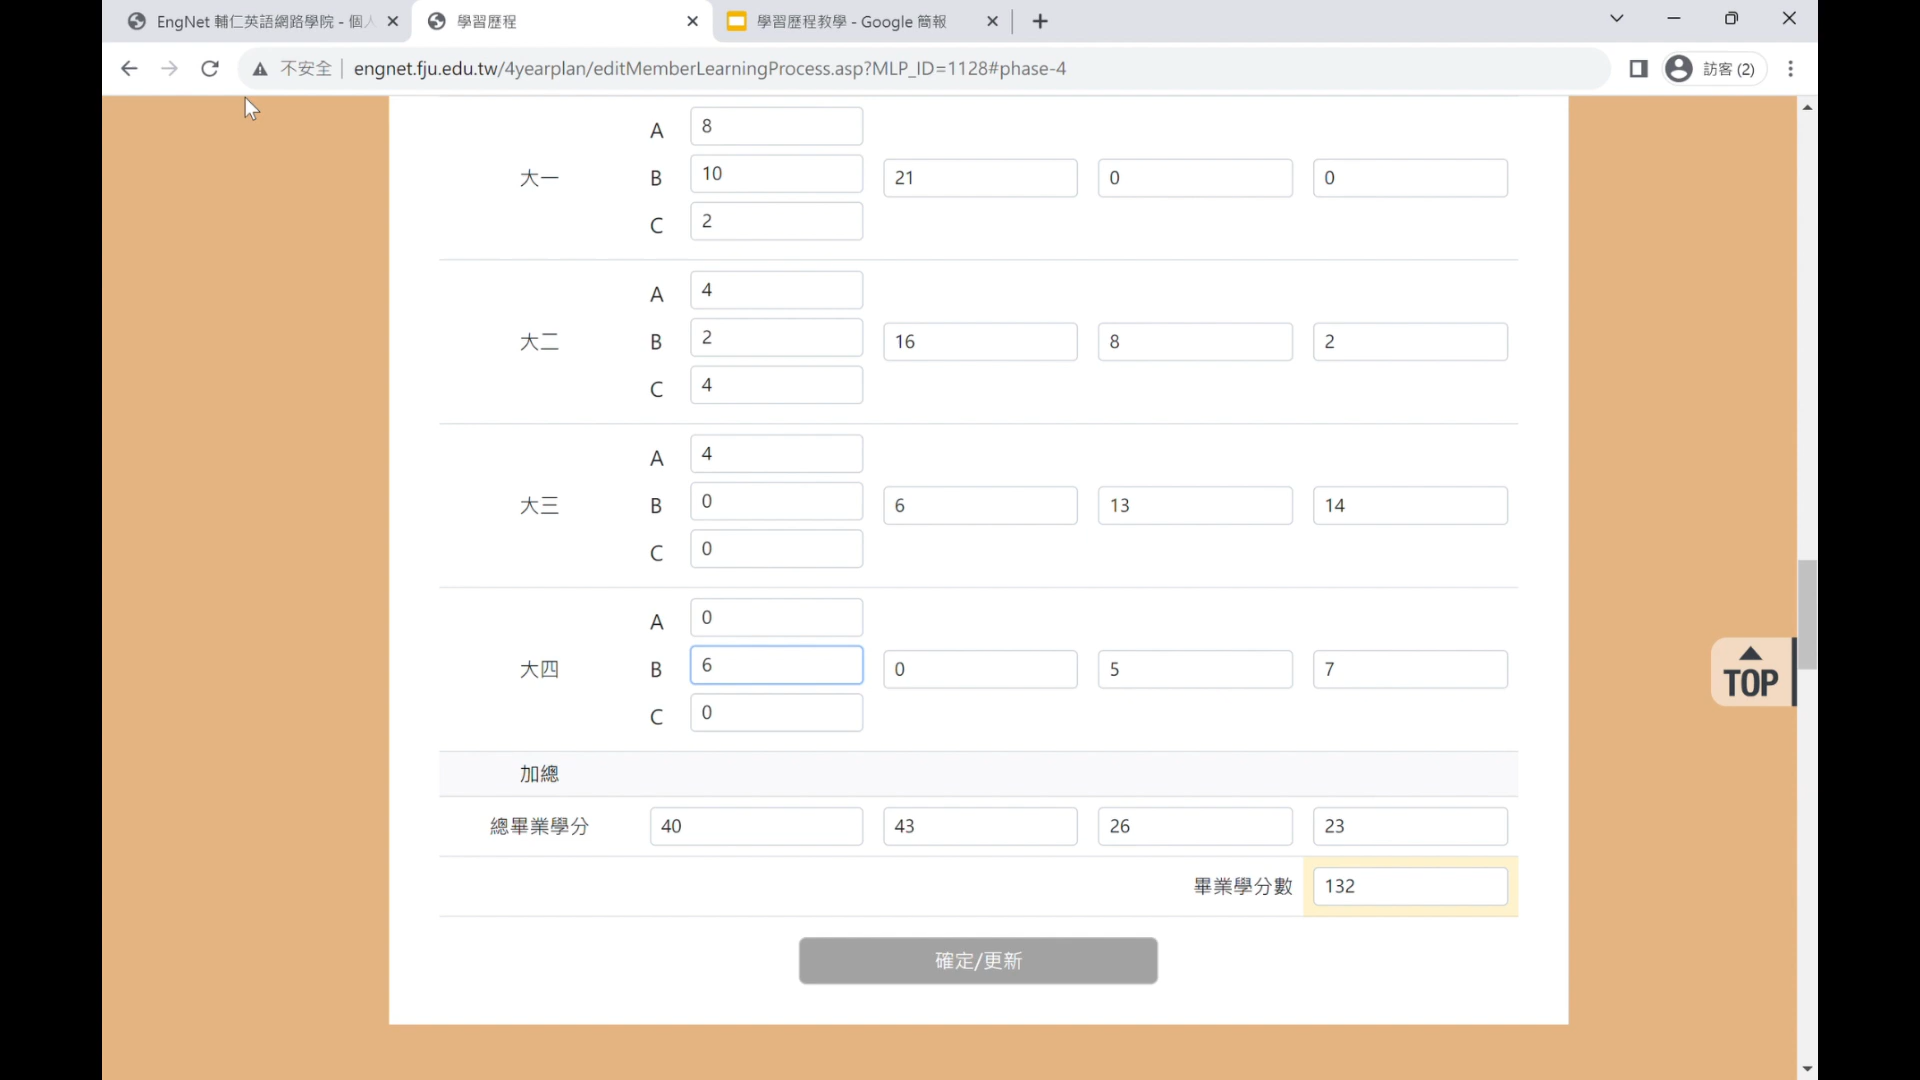 EngNet 輔仁英語網路學院 - 個
學習歷程
學習歷程教學 - Google 簡報
不安全
engnet.fju.edu.tw/4yearplan/editMemberLearningProcess.asp?MLP_ID=1128#phase-4
訪客 (2)
A 8
大一 B 10 21 0 0
C 2
A 4
大二 B 2 16 8 2
C 4
A 4
大三 B 0 6 13 14
C 0
A 0
大四 B 6 0 5 7
C 0
TOP
加總
總畢業學分 40 43 26 23
畢業學分數 132
確定/更新